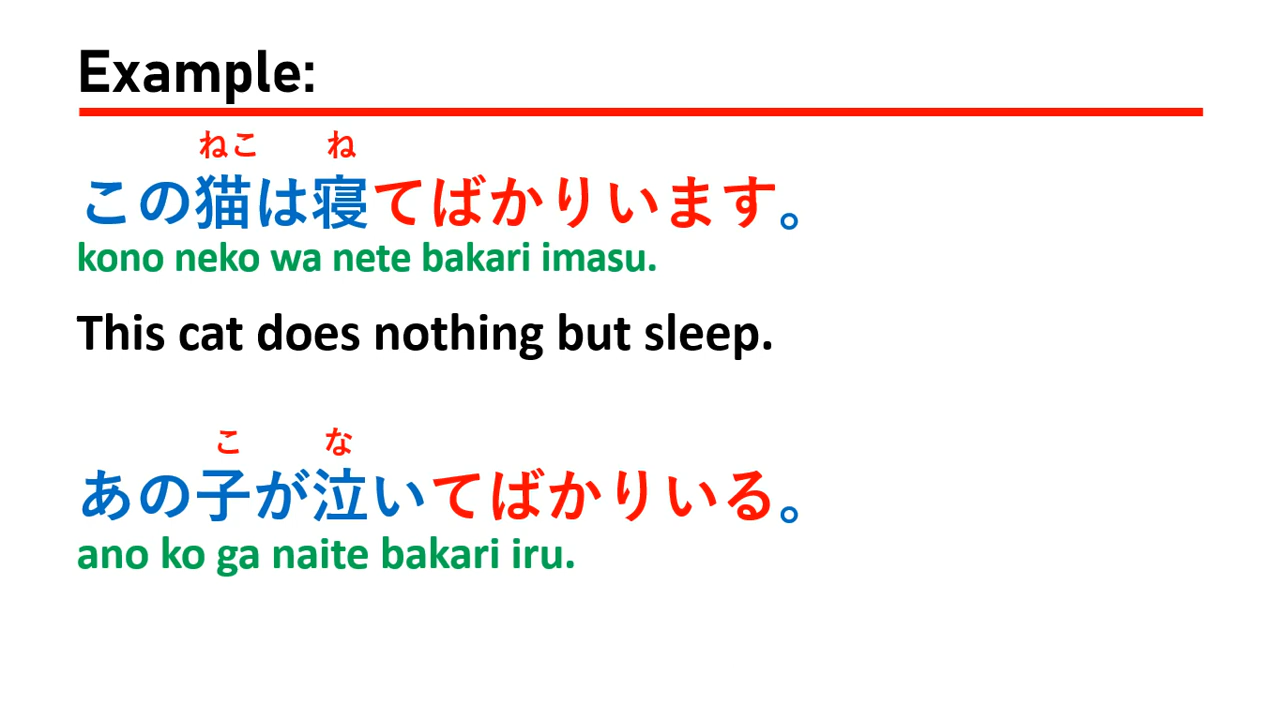 Example:
ねこ ね
この猫は寝てばかりいます。
kono neko wa nete bakari imasu.
This cat does nothing but sleep.
こ な
あの子が泣いてばかりいる。
ano ko ga naite bakari iru.